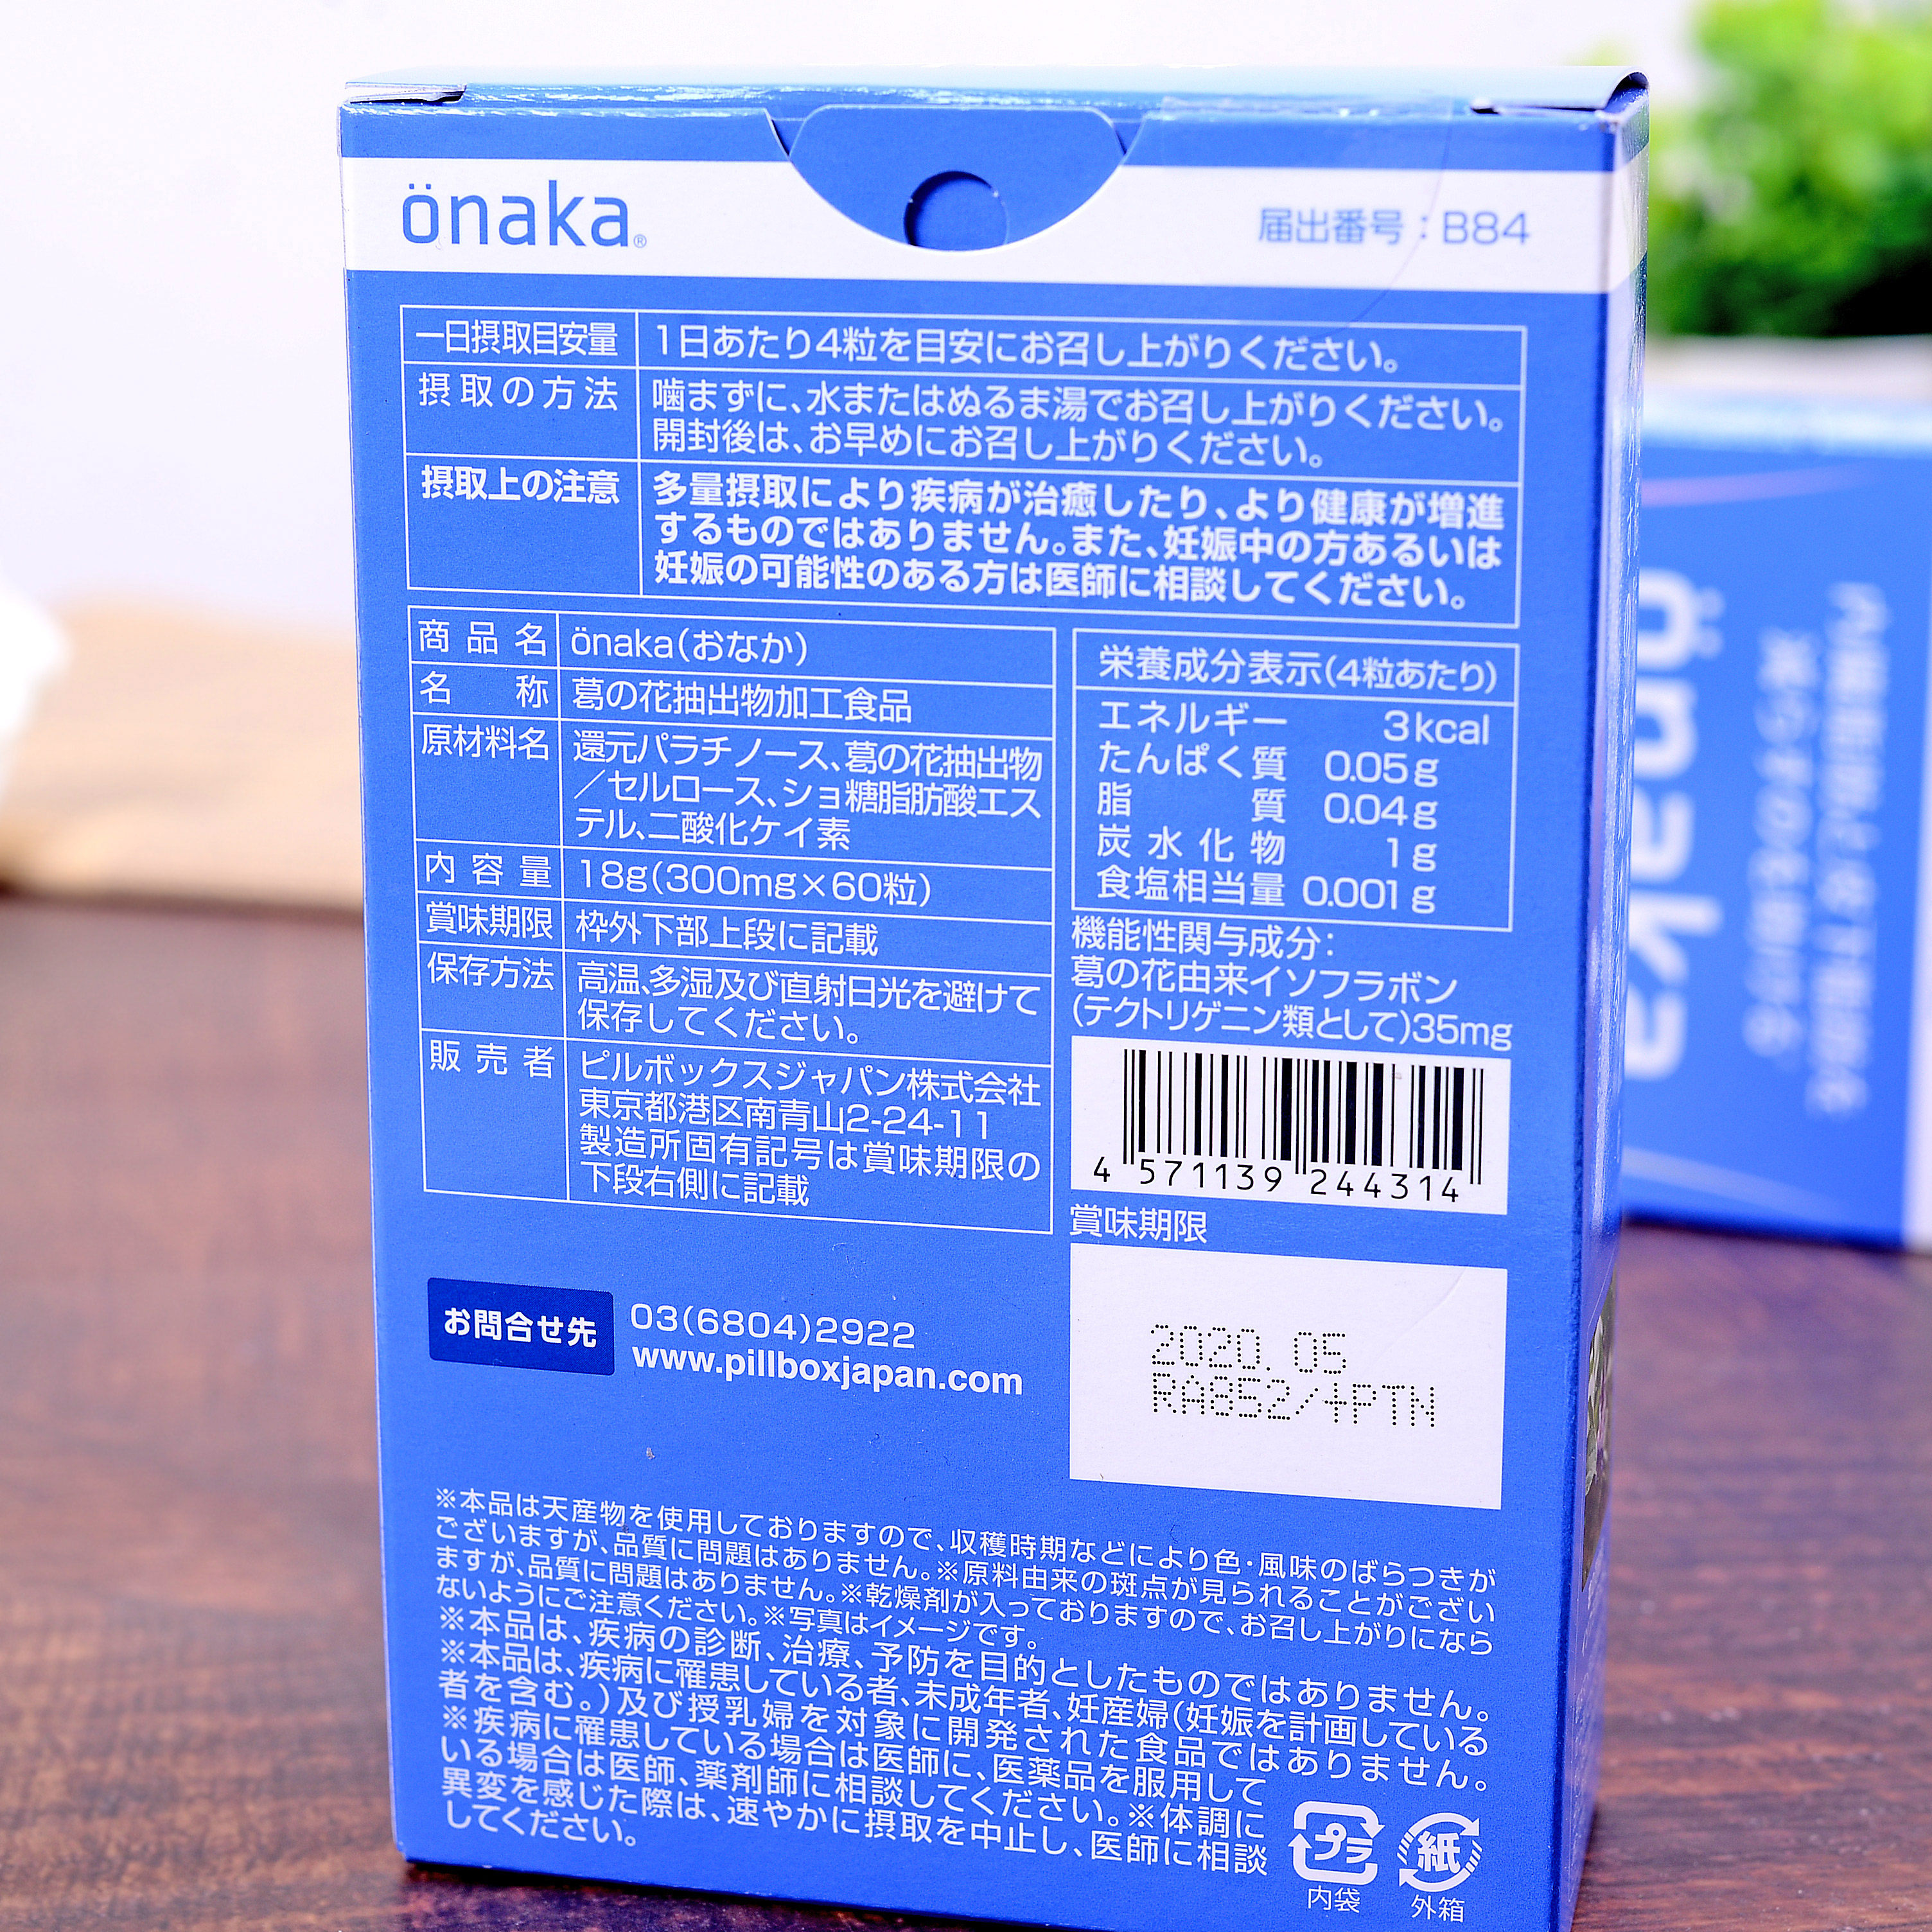 önaka®
届出番号：B84
一日摂取目安量
1日あたり4粒を目安にお召し上がりください。
摂取の方法
噛まずに、水またはぬるま湯でお召し上がりください。
開封後は、お早めにお召し上がりください。
摂取上の注意
多量摂取により疾病が治癒したり、より健康が増進
するものではありません。また、妊娠中の方あるいは
妊娠の可能性のある方は医師に相談してください。
商品名
önaka（おなか）
名称
葛の花抽出物加工食品
原材料名
還元パラチノース、葛の花抽出物
／セルロース、ショ糖脂肪酸エス
テル、二酸化ケイ素
内容量
18g（300mg×60粒）
賞味期限
枠外下部上段に記載
保存方法
高温、多湿及び直射日光を避けて
保存してください。
販売者
ピルボックスジャパン株式会社
東京都港区南青山2-24-11
製造所固有記号は賞味期限の
下段右側に記載
栄養成分表示（4粒あたり）
エネルギー 3kcal
たんぱく質 0.05g
脂質 0.04g
炭水化物 1g
食塩相当量 0.001g
機能性関与成分：
葛の花由来イソフラボン
（テクトリゲニン類として）35mg
4 571139 244314
賞味期限
2020.05
RA852/+PTN
お問合せ先
03(6804)2922
www.pillboxjapan.com
※本品は天産物を使用しておりますので、収穫時期などにより色・風味のばらつきが
ございますが、品質に問題はありません。※原料由来の斑点が見られることがござい
ますが、品質に問題はありません。※乾燥剤が入っておりますので、お召し上がりになら
ないようにご注意ください。※写真はイメージです。
※本品は、疾病の診断、治療、予防を目的としたものではありません。
※本品は、疾病に罹患している者、未成年者、妊産婦（妊娠を計画している
者を含む。）及び授乳婦を対象に開発された食品ではありません。
※疾病に罹患している場合は医師に、医薬品を服用して
いる場合は医師、薬剤師に相談してください。※体調に
異変を感じた際は、速やかに摂取を中止し、医師に相談
してください。
プラ
内袋
紙
外箱
önaka